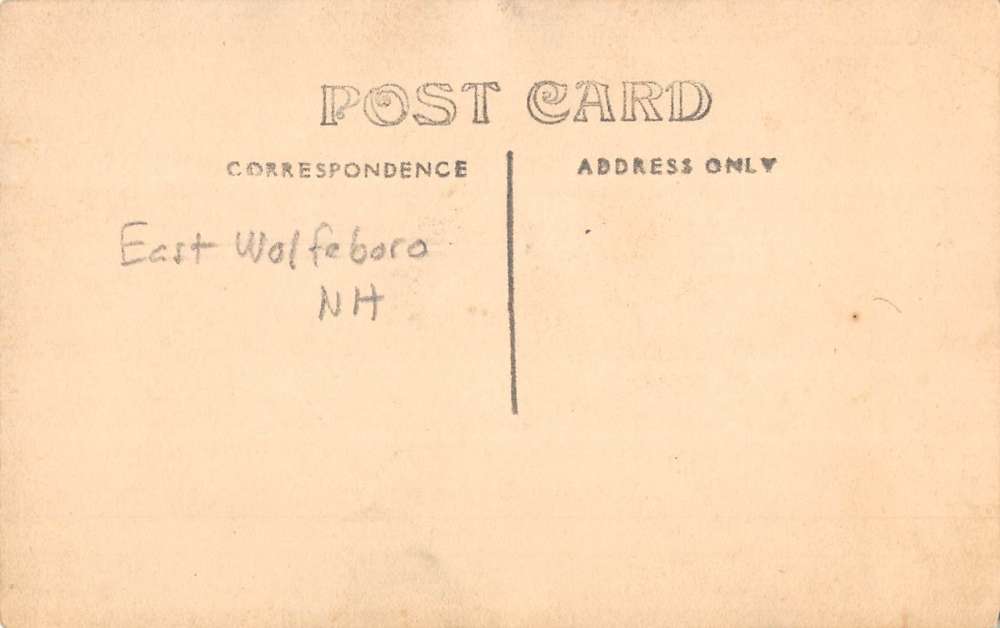 POST CARD
CORRESPONDENCE
ADDRESS ONLY
East Wolfeboro
NH